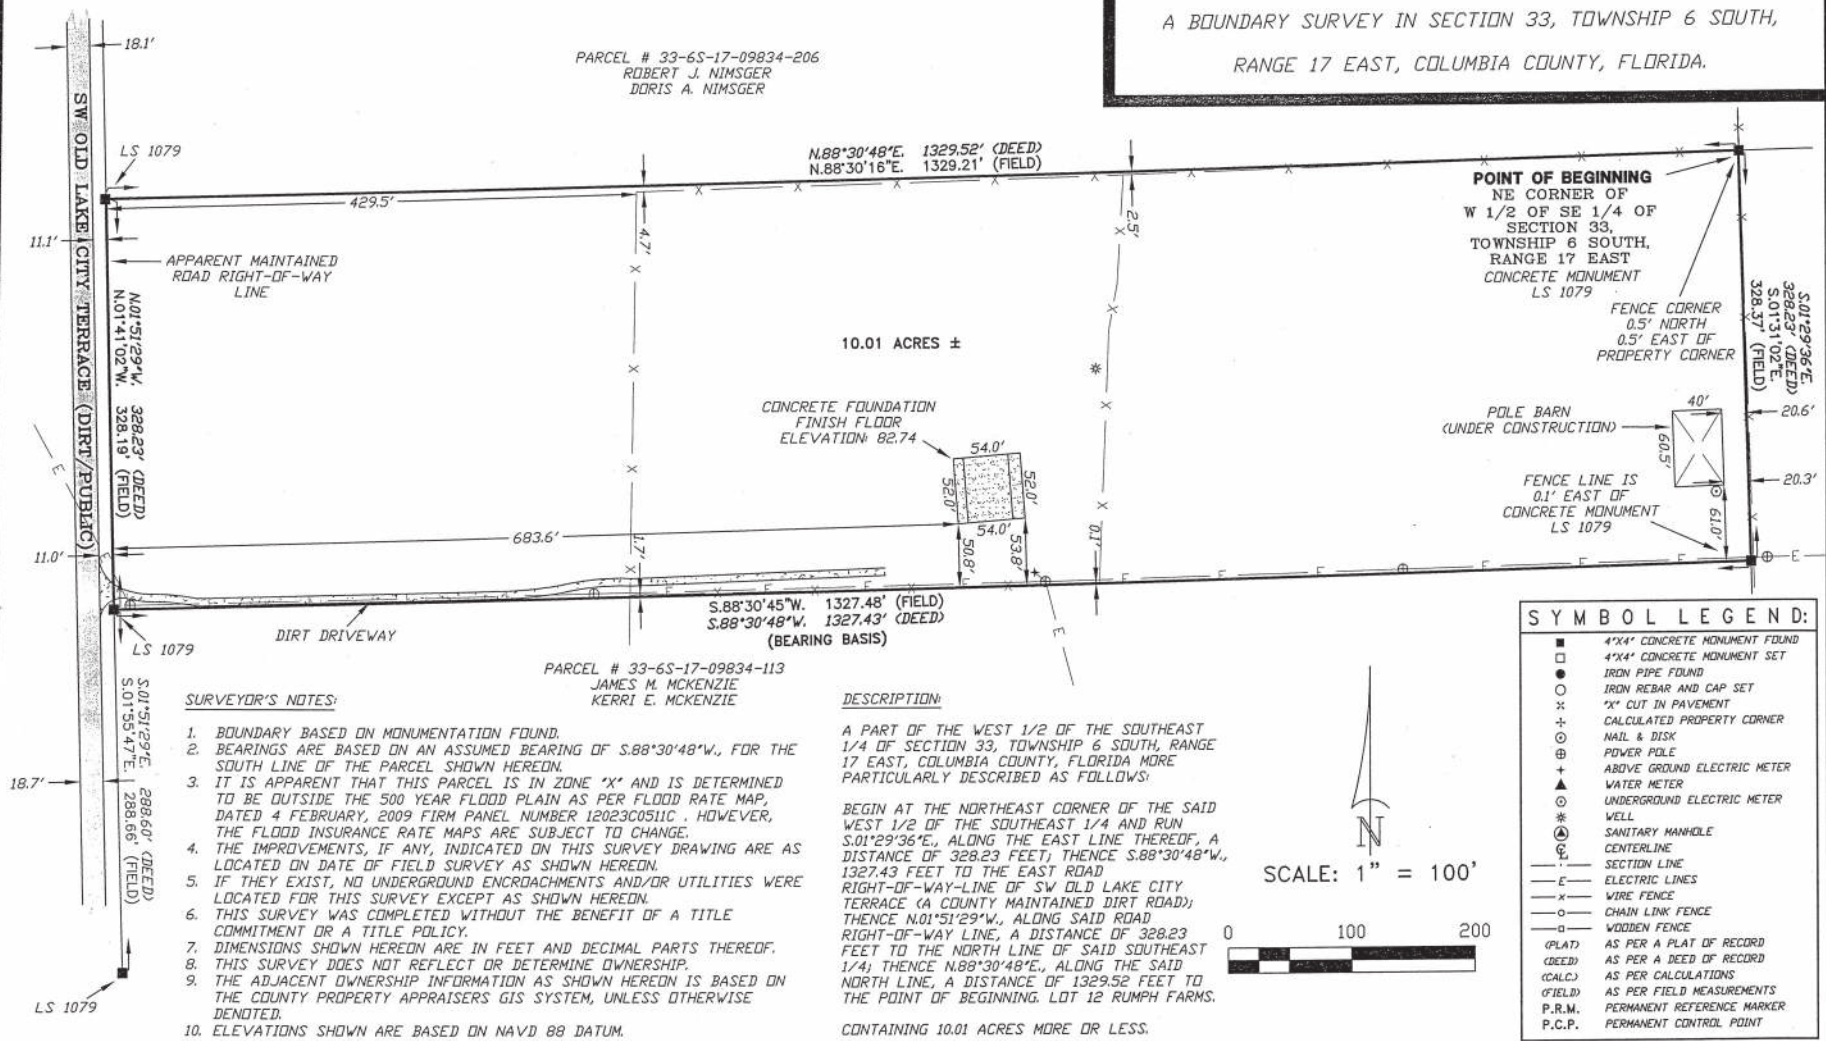 A BOUNDARY SURVEY IN SECTION 33, TOWNSHIP 6 SOUTH,
RANGE 17 EAST, COLUMBIA COUNTY, FLORIDA.
18.1'
PARCEL # 33-6S-17-09834-206
ROBERT J. NIMSGER
DORIS A. NIMSGER
SW OLD LAKE CITY TERRACE (DIRT/PUBLIC)
LS 1079
N.88°30'48"E. 1329.52' (DEED)
N.88°30'16"E. 1329.21' (FIELD)
429.5'
4.7'
2.5'
POINT OF BEGINNING
NE CORNER OF
W 1/2 OF SE 1/4 OF
SECTION 33,
TOWNSHIP 6 SOUTH,
RANGE 17 EAST
CONCRETE MONUMENT
LS 1079
11.1'
APPARENT MAINTAINED
ROAD RIGHT-OF-WAY
LINE
N.01°51'29"W. 328.23' (DEED)
N.01°41'02"W. 328.19' (FIELD)
10.01 ACRES ±
FENCE CORNER
0.5' NORTH
0.5' EAST OF
PROPERTY CORNER
S.01°29'36"E.
328.23' (DEED)
S.01°31'02"E.
328.37' (FIELD)
CONCRETE FOUNDATION
FINISH FLOOR
ELEVATION: 82.74
54.0'
52.0'
52.0'
54.0'
POLE BARN
(UNDER CONSTRUCTION)
40'
60.5'
20.6'
20.3'
FENCE LINE IS
0.1' EAST OF
CONCRETE MONUMENT
LS 1079
61.0'
E
11.0'
683.6'
1.7'
50.8'
53.8'
0.1'
E E E E E E E E E
S.88°30'45"W. 1327.48' (FIELD)
S.88°30'48"W. 1327.43' (DEED)
(BEARING BASIS)
E
DIRT DRIVEWAY
LS 1079
PARCEL # 33-6S-17-09834-113
JAMES M. MCKENZIE
KERRI E. MCKENZIE
S.01°51'29"E. 288.60' (DEED)
S.01°55'47"E. 288.66' (FIELD)
18.7'
LS 1079
SURVEYOR'S NOTES:
1. BOUNDARY BASED ON MONUMENTATION FOUND.
2. BEARINGS ARE BASED ON AN ASSUMED BEARING OF S.88°30'48"W., FOR THE
SOUTH LINE OF THE PARCEL SHOWN HEREON.
3. IT IS APPARENT THAT THIS PARCEL IS IN ZONE "X" AND IS DETERMINED
TO BE OUTSIDE THE 500 YEAR FLOOD PLAIN AS PER FLOOD RATE MAP,
DATED 4 FEBRUARY, 2009 FIRM PANEL NUMBER 12023C0511C . HOWEVER,
THE FLOOD INSURANCE RATE MAPS ARE SUBJECT TO CHANGE.
4. THE IMPROVEMENTS, IF ANY, INDICATED ON THIS SURVEY DRAWING ARE AS
LOCATED ON DATE OF FIELD SURVEY AS SHOWN HEREON.
5. IF THEY EXIST, NO UNDERGROUND ENCROACHMENTS AND/OR UTILITIES WERE
LOCATED FOR THIS SURVEY EXCEPT AS SHOWN HEREON.
6. THIS SURVEY WAS COMPLETED WITHOUT THE BENEFIT OF A TITLE
COMMITMENT OR A TITLE POLICY.
7. DIMENSIONS SHOWN HEREON ARE IN FEET AND DECIMAL PARTS THEREOF.
8. THIS SURVEY DOES NOT REFLECT OR DETERMINE OWNERSHIP.
9. THE ADJACENT OWNERSHIP INFORMATION AS SHOWN HEREON IS BASED ON
THE COUNTY PROPERTY APPRAISERS GIS SYSTEM, UNLESS OTHERWISE
DENOTED.
10. ELEVATIONS SHOWN ARE BASED ON NAVD 88 DATUM.
DESCRIPTION:
A PART OF THE WEST 1/2 OF THE SOUTHEAST
1/4 OF SECTION 33, TOWNSHIP 6 SOUTH, RANGE
17 EAST, COLUMBIA COUNTY, FLORIDA MORE
PARTICULARLY DESCRIBED AS FOLLOWS:
BEGIN AT THE NORTHEAST CORNER OF THE SAID
WEST 1/2 OF THE SOUTHEAST 1/4 AND RUN
S.01°29'36"E., ALONG THE EAST LINE THEREOF, A
DISTANCE OF 328.23 FEET; THENCE S.88°30'48"W.,
1327.43 FEET TO THE EAST ROAD
RIGHT-OF-WAY-LINE OF SW OLD LAKE CITY
TERRACE (A COUNTY MAINTAINED DIRT ROAD);
THENCE N.01°51'29"W., ALONG SAID ROAD
RIGHT-OF-WAY LINE, A DISTANCE OF 328.23
FEET TO THE NORTH LINE OF SAID SOUTHEAST
1/4; THENCE N.88°30'48"E., ALONG THE SAID
NORTH LINE, A DISTANCE OF 1329.52 FEET TO
THE POINT OF BEGINNING. LOT 12 RUMPH FARMS.
CONTAINING 10.01 ACRES MORE OR LESS.
N
SCALE: 1" = 100'
0 100 200
SYMBOL LEGEND:
4"X4" CONCRETE MONUMENT FOUND
4"X4" CONCRETE MONUMENT SET
IRON PIPE FOUND
IRON REBAR AND CAP SET
"X" CUT IN PAVEMENT
CALCULATED PROPERTY CORNER
NAIL & DISK
POWER POLE
ABOVE GROUND ELECTRIC METER
WATER METER
UNDERGROUND ELECTRIC METER
WELL
SANITARY MANHOLE
CENTERLINE
SECTION LINE
E ELECTRIC LINES
x WIRE FENCE
CHAIN LINK FENCE
WOODEN FENCE
(PLAT) AS PER A PLAT OF RECORD
(DEED) AS PER A DEED OF RECORD
(CALC.) AS PER CALCULATIONS
(FIELD) AS PER FIELD MEASUREMENTS
P.R.M. PERMANENT REFERENCE MARKER
P.C.P. PERMANENT CONTROL POINT